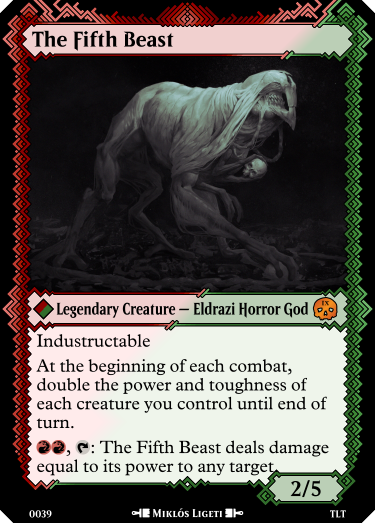 The Fifth Beast
Legendary Creature — Eldrazi Horror God
FX
Industructable
At the beginning of each combat,
double the power and toughness of
each creature you control until end of
turn.
, : The Fifth Beast deals damage
equal to its power to any target.
2/5
0039
Miklós Ligeti
TLT